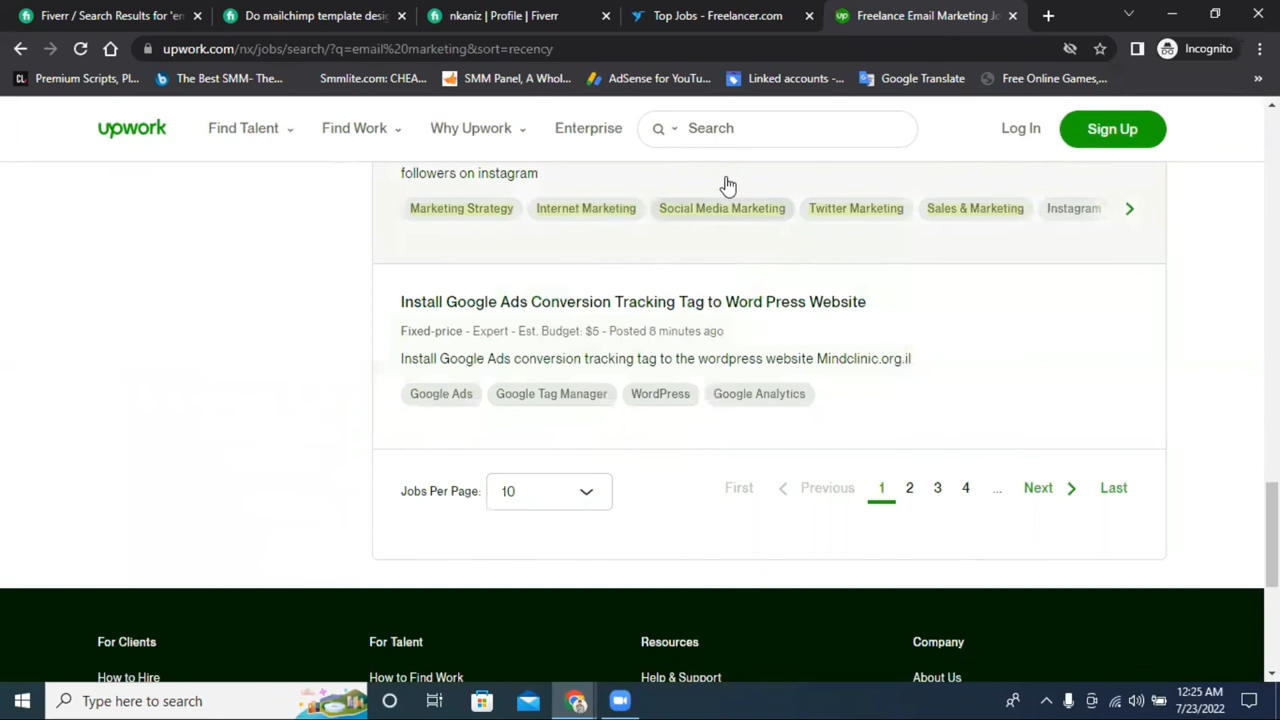 Fiverr / Search Results for 'em
Do mailchimp template desig
nkaniz | Profile | Fiverr
Top Jobs - Freelancer.com
Freelance Email Marketing Jo
upwork.com/nx/jobs/search/?q=email%20marketing&sort=recency
Incognito
Premium Scripts, Pl...
The Best SMM- The...
Smmlite.com: CHEA...
SMM Panel, A Whol...
AdSense for YouTu...
Linked accounts -...
Google Translate
Free Online Games,...
upwork
Find Talent
Find Work
Why Upwork
Enterprise
Search
Log In
Sign Up
followers on instagram
Marketing Strategy
Internet Marketing
Social Media Marketing
Twitter Marketing
Sales & Marketing
Instagram
Install Google Ads Conversion Tracking Tag to Word Press Website
Fixed-price - Expert - Est. Budget: $5 - Posted 8 minutes ago
Install Google Ads conversion tracking tag to the wordpress website Mindclinic.org.il
Google Ads
Google Tag Manager
WordPress
Google Analytics
Jobs Per Page:
10
First
Previous
1
2
3
4
...
Next
Last
For Clients
For Talent
Resources
Company
How to Hire
How to Find Work
Help & Support
About Us
Type here to search
12:25 AM
7/23/2022